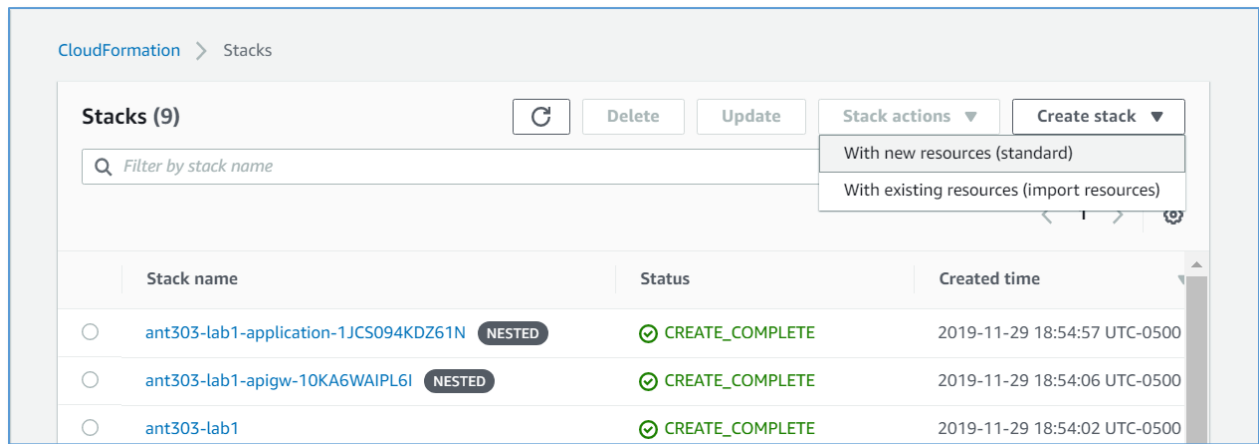 CloudFormation > Stacks
Stacks (9) Delete Update Stack actions Create stack
Filter by stack name
With new resources (standard)
With existing resources (import resources)
< 1 >
Stack name Status Created time
ant303-lab1-application-1JCS094KDZ61N NESTED CREATE_COMPLETE 2019-11-29 18:54:57 UTC-0500
ant303-lab1-apigw-10KA6WAIPL6I NESTED CREATE_COMPLETE 2019-11-29 18:54:06 UTC-0500
ant303-lab1 CREATE_COMPLETE 2019-11-29 18:54:02 UTC-0500